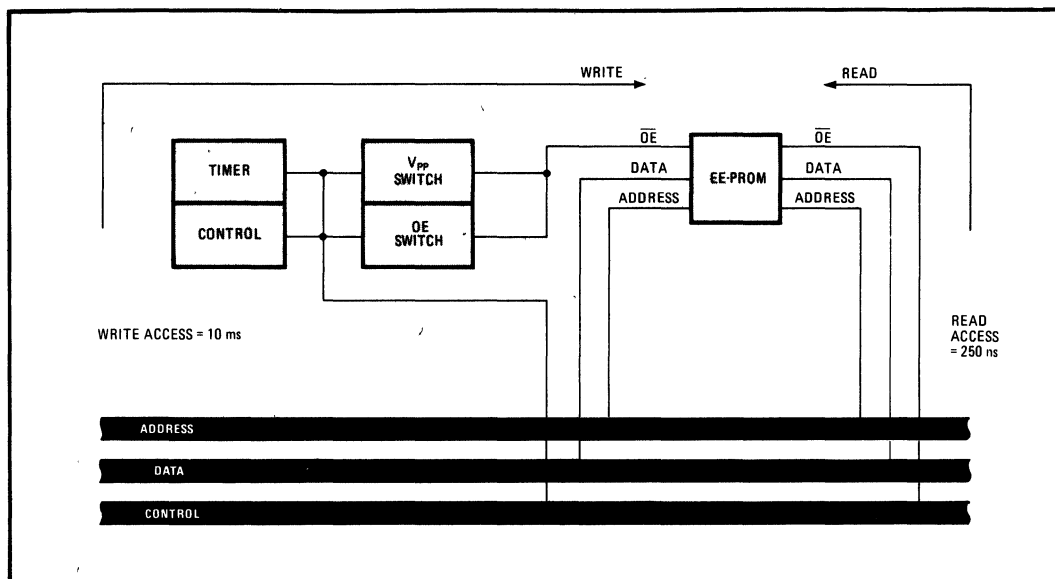 WRITE
READ
TIMER
CONTROL
VPP
SWITCH
OE
SWITCH
OE
DATA
ADDRESS
EE-PROM
OE
DATA
ADDRESS
WRITE ACCESS = 10 ms
READ
ACCESS
= 250 ns
ADDRESS
DATA
CONTROL